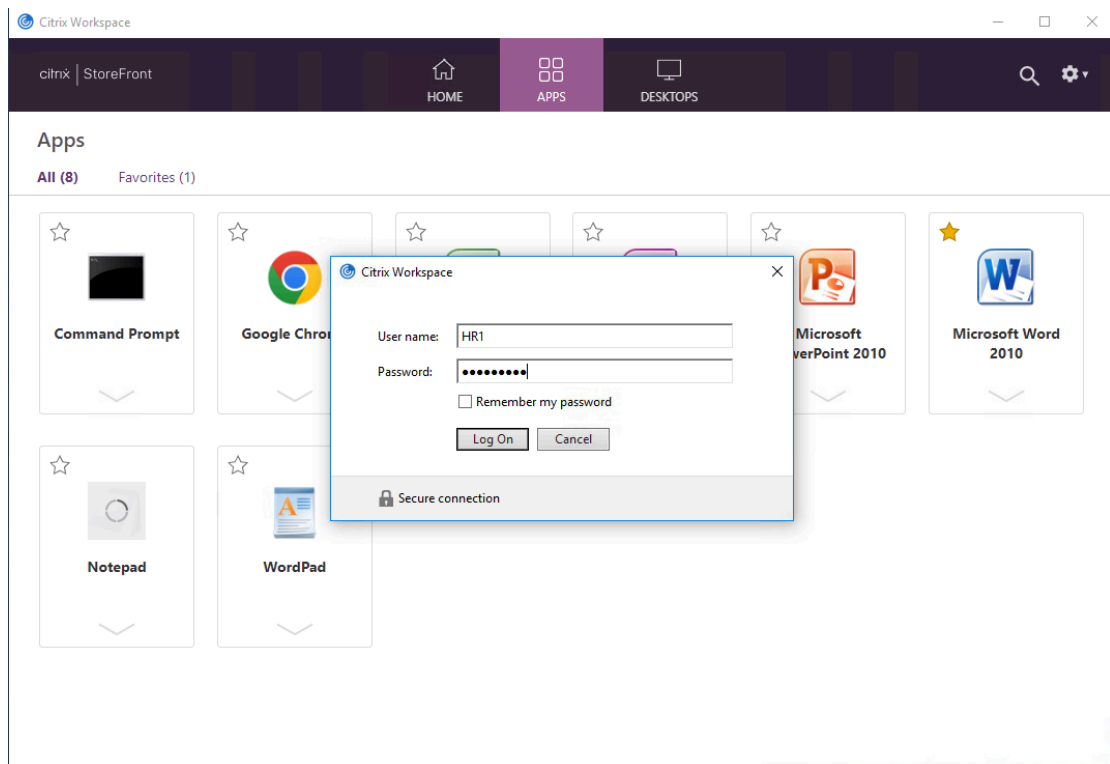 Citrix Workspace
citrix | StoreFront
HOME
APPS
DESKTOPS
Apps
All (8)
Favorites (1)
Command Prompt
Google Chro
Microsoft
verPoint 2010
Microsoft Word
2010
Citrix Workspace
User name:
HR1
Password:
•••••••••
Remember my password
Log On
Cancel
Secure connection
Notepad
WordPad